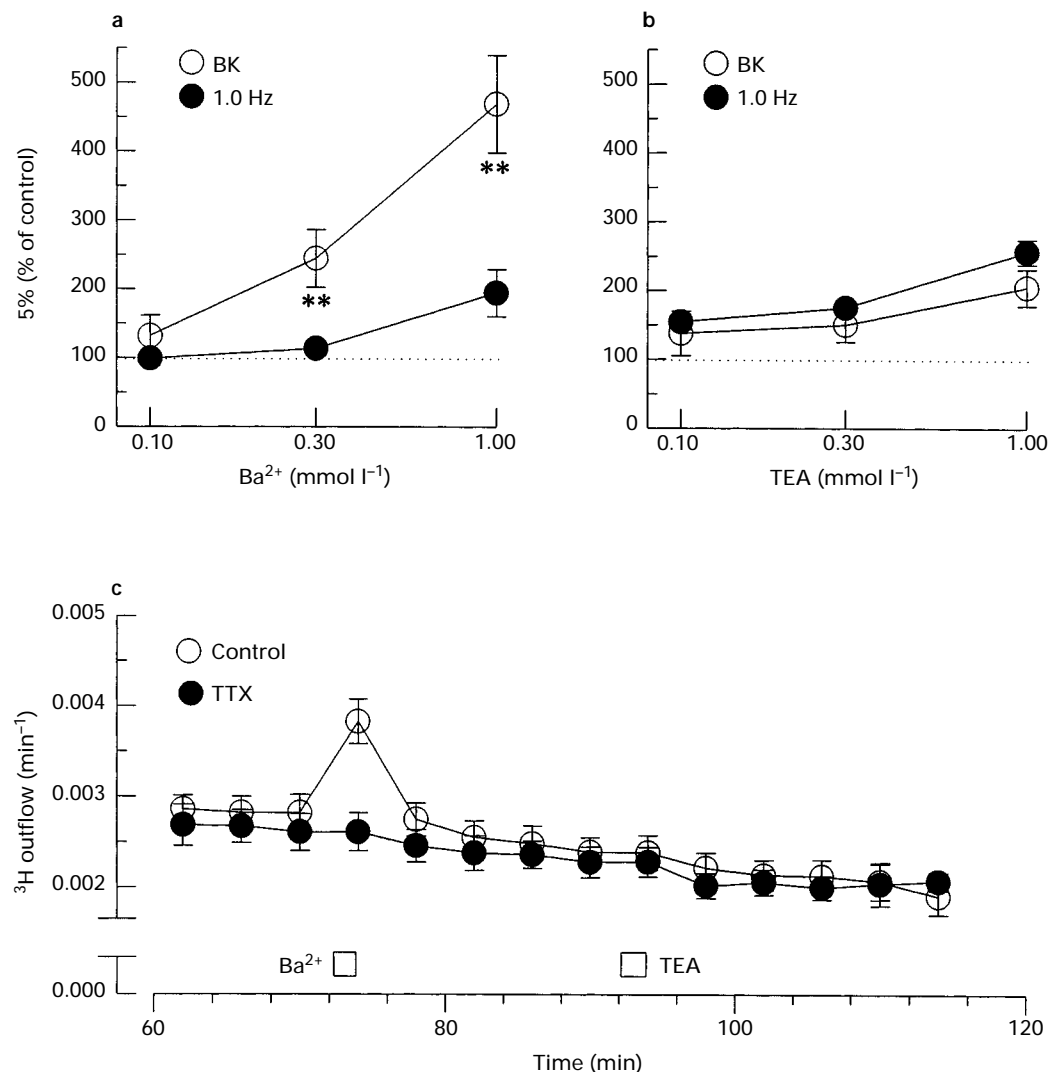 a
BK
1.0 Hz
500
400
300
200
100
0
5% (% of control)
**
**
0.10 0.30 1.00
Ba²⁺ (mmol l⁻¹)
b
BK
1.0 Hz
500
400
300
200
100
0
0.10 0.30 1.00
TEA (mmol l⁻¹)
c
0.005
Control
TTX
0.004
0.003
0.002
0.000
³H outflow (min⁻¹)
Ba²⁺ TEA
60 80 100 120
Time (min)